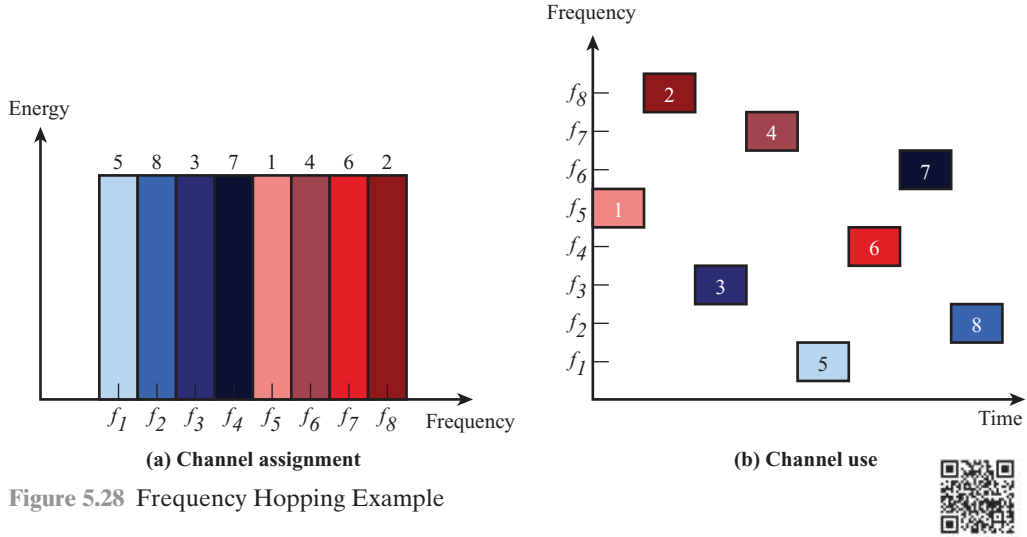 Energy
5 8 3 7 1 4 6 2
f1 f2 f3 f4 f5 f6 f7 f8
Frequency
(a) Channel assignment
Frequency
f8
f7
f6
f5
f4
f3
f2
f1
2
4
7
1
6
3
8
5
Time
(b) Channel use
Figure 5.28 Frequency Hopping Example